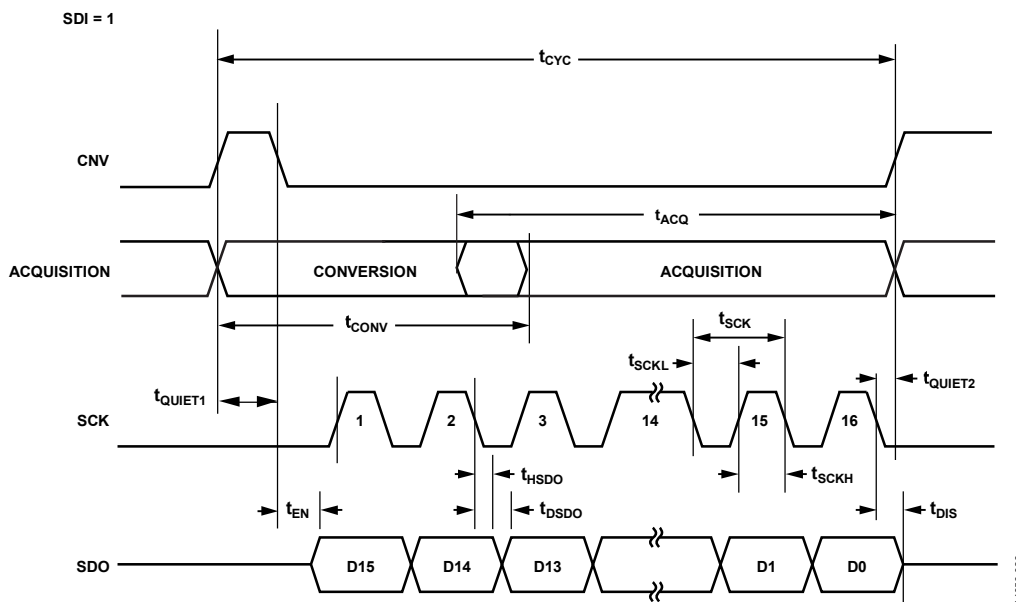 SDI = 1
tCYC
CNV
tACQ
ACQUISITION CONVERSION ACQUISITION
tCONV
tSCK
tSCKL
tQUIET1
tQUIET2
SCK 1 2 3 14 15 16
tHSDO
tSCKH
tEN
tDSDO
tDIS
SDO D15 D14 D13 D1 D0